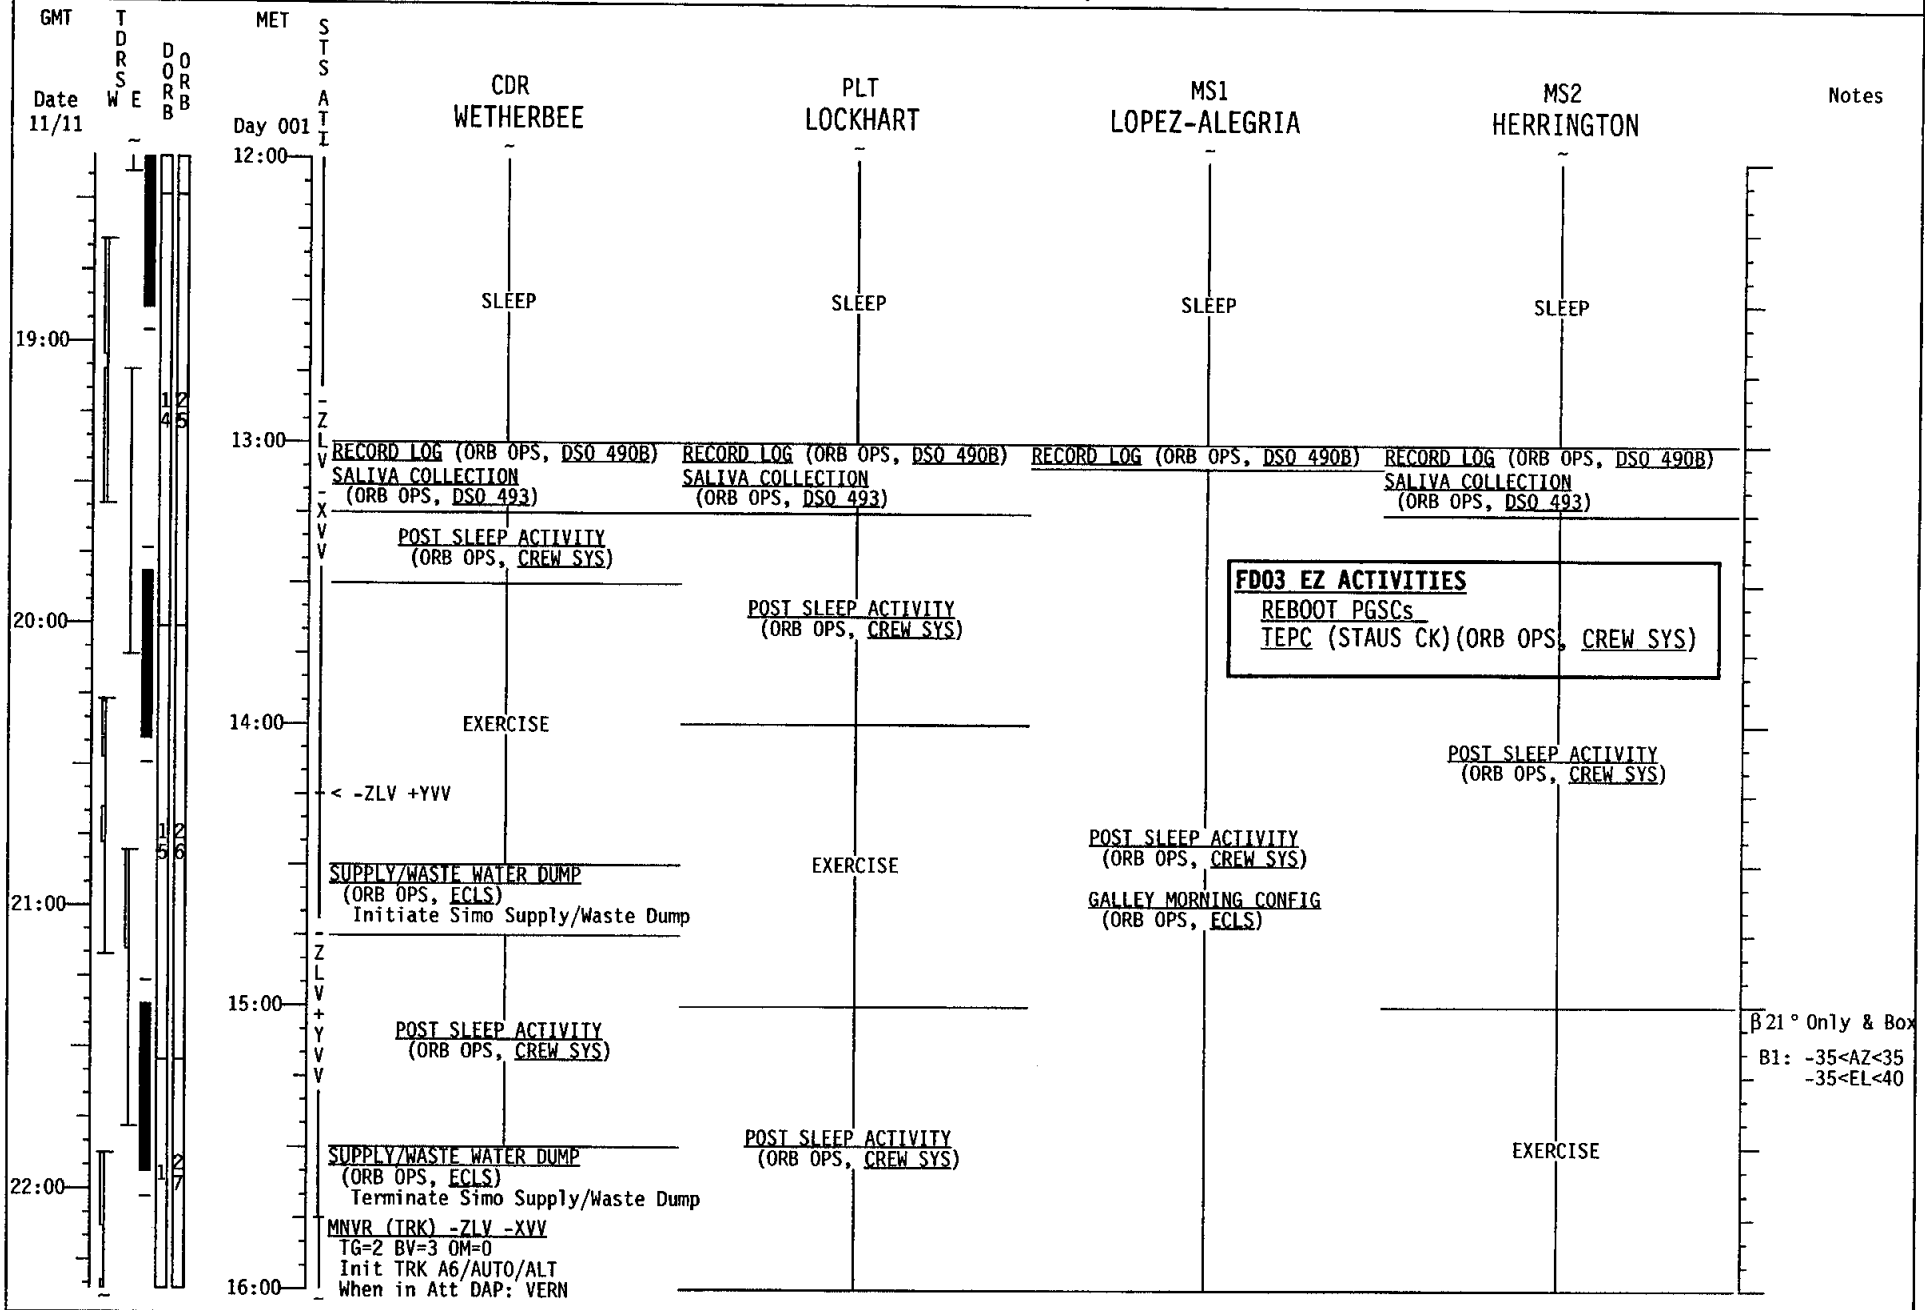 GMT
TDRS
W E
DORB
ORB
MET
STS ATT
CDR
WETHERBEE
PLT
LOCKHART
MS1
LOPEZ-ALEGRIA
MS2
HERRINGTON
Notes
Date
11/11
Day 001
12:00
SLEEP
SLEEP
SLEEP
SLEEP
19:00
14
25
-ZLV
-XVV
13:00
RECORD LOG (ORB OPS, DSO 490B)
SALIVA COLLECTION
(ORB OPS, DSO 493)
RECORD LOG (ORB OPS, DSO 490B)
SALIVA COLLECTION
(ORB OPS, DSO 493)
RECORD LOG (ORB OPS, DSO 490B)
RECORD LOG (ORB OPS, DSO 490B)
SALIVA COLLECTION
(ORB OPS, DSO 493)
POST SLEEP ACTIVITY
(ORB OPS, CREW SYS)
FD03 EZ ACTIVITIES
REBOOT PGSCs
TEPC (STAUS CK)(ORB OPS, CREW SYS)
20:00
POST SLEEP ACTIVITY
(ORB OPS, CREW SYS)
14:00
EXERCISE
POST SLEEP ACTIVITY
(ORB OPS, CREW SYS)
< -ZLV +YVV
15
26
POST SLEEP ACTIVITY
(ORB OPS, CREW SYS)
EXERCISE
SUPPLY/WASTE WATER DUMP
(ORB OPS, ECLS)
Initiate Simo Supply/Waste Dump
21:00
GALLEY MORNING CONFIG
(ORB OPS, ECLS)
-ZLV
+YVV
15:00
POST SLEEP ACTIVITY
(ORB OPS, CREW SYS)
β21° Only & Box
B1: -35<AZ<35
-35<EL<40
POST SLEEP ACTIVITY
(ORB OPS, CREW SYS)
EXERCISE
SUPPLY/WASTE WATER DUMP
(ORB OPS, ECLS)
Terminate Simo Supply/Waste Dump
1
27
22:00
MNVR (TRK) -ZLV -XVV
TG=2 BV=3 OM=0
Init TRK A6/AUTO/ALT
When in Att DAP: VERN
16:00